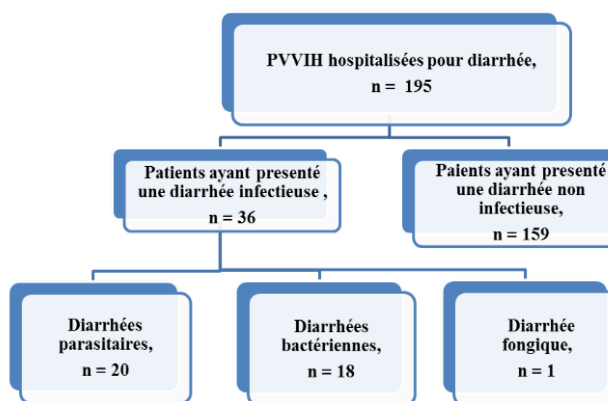 PVVIH hospitalisées pour diarrhée,
n = 195
Patients ayant presenté
une diarrhée infectieuse ,
n = 36
Paients ayant presenté
une diarrhée non
infectieuse,
n = 159
Diarrhées
parasitaires,
n = 20
Diarrhées
bactériennes,
n = 18
Diarrhée
fongique,
n = 1